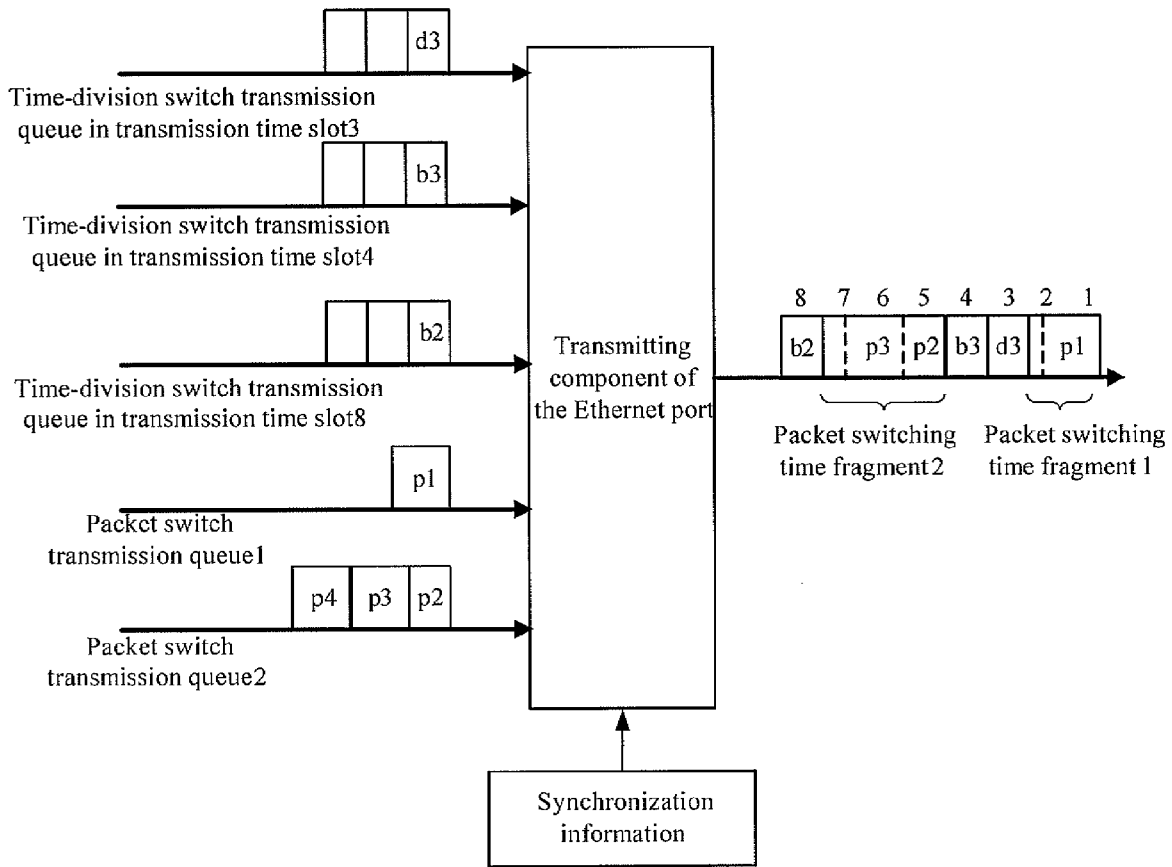 d3
Time-division switch transmission
queue in transmission time slot3
b3
Time-division switch transmission
queue in transmission time slot4
b2
Time-division switch transmission
queue in transmission time slot8
p1
Packet switch
transmission queue1
p4 p3 p2
Packet switch
transmission queue2
Transmitting
component of
the Ethernet port
Synchronization
information
8 7 6 5 4 3 2 1
b2 p3 p2 b3 d3 p1
Packet switching
time fragment2
Packet switching
time fragment 1